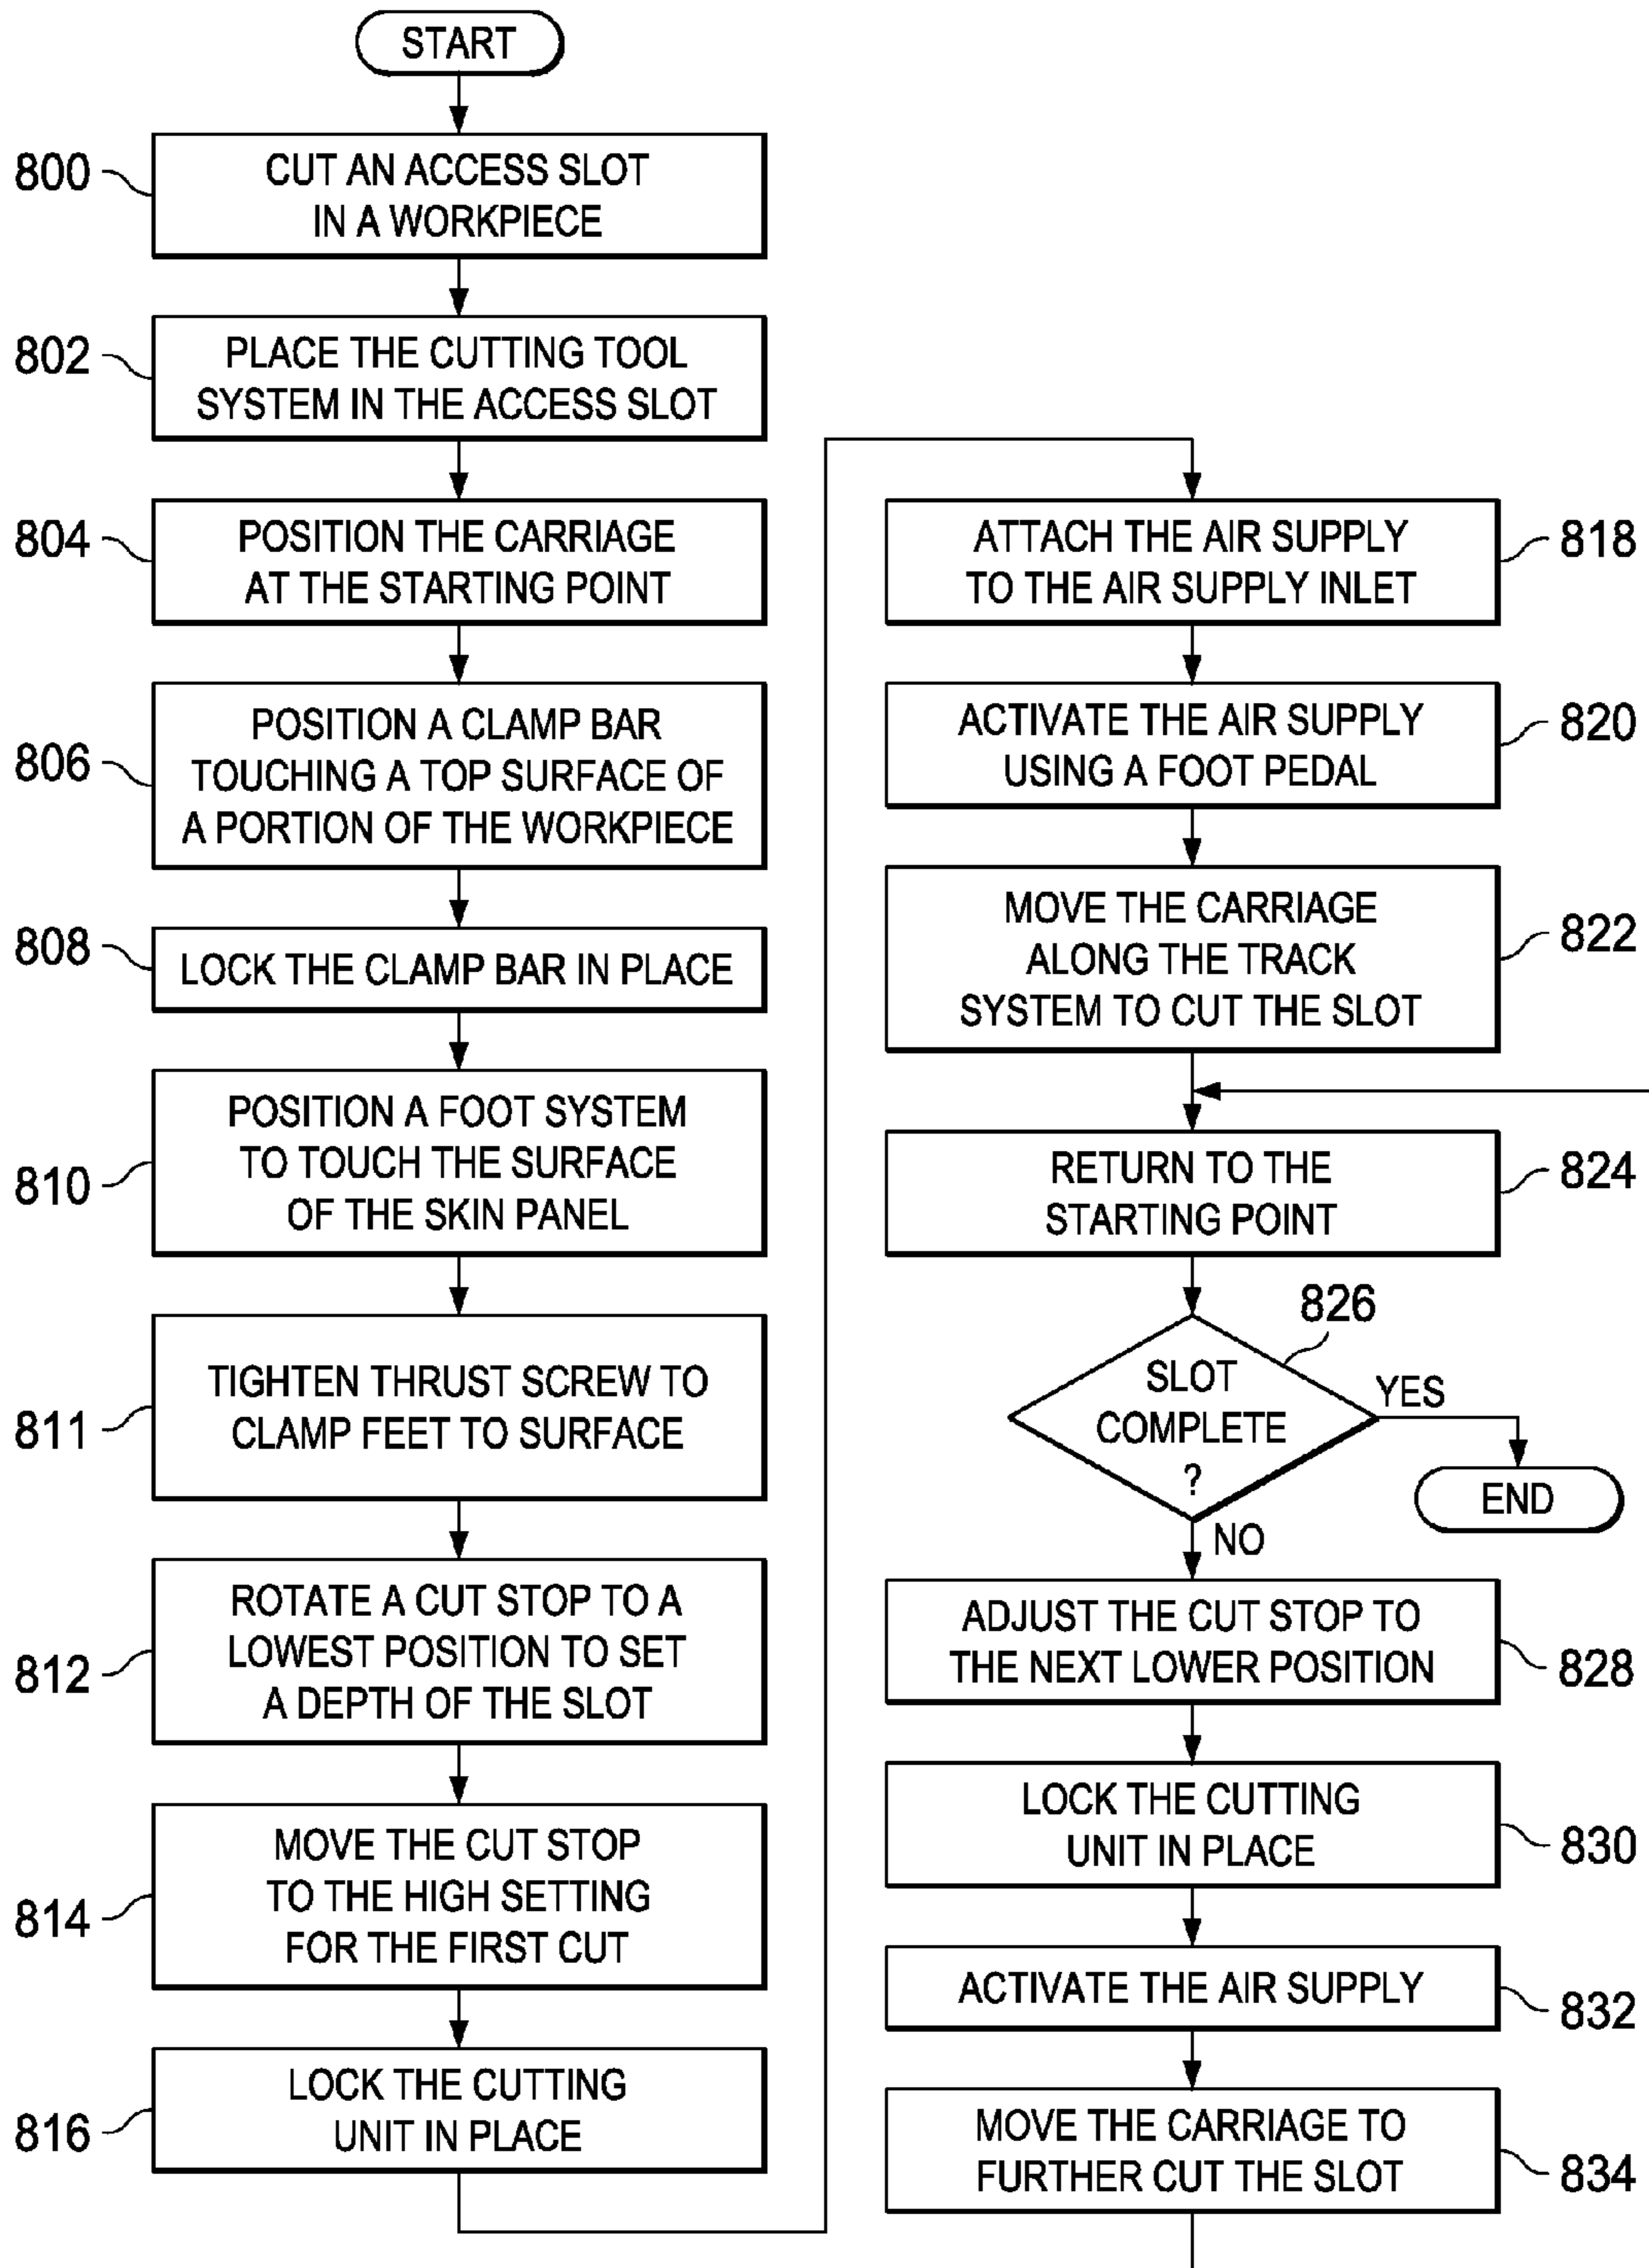 START
800
CUT AN ACCESS SLOT
IN A WORKPIECE
802
PLACE THE CUTTING TOOL
SYSTEM IN THE ACCESS SLOT
804
POSITION THE CARRIAGE
AT THE STARTING POINT
806
POSITION A CLAMP BAR
TOUCHING A TOP SURFACE OF
A PORTION OF THE WORKPIECE
808
LOCK THE CLAMP BAR IN PLACE
810
POSITION A FOOT SYSTEM
TO TOUCH THE SURFACE
OF THE SKIN PANEL
811
TIGHTEN THRUST SCREW TO
CLAMP FEET TO SURFACE
812
ROTATE A CUT STOP TO A
LOWEST POSITION TO SET
A DEPTH OF THE SLOT
814
MOVE THE CUT STOP
TO THE HIGH SETTING
FOR THE FIRST CUT
816
LOCK THE CUTTING
UNIT IN PLACE
ATTACH THE AIR SUPPLY
TO THE AIR SUPPLY INLET
818
ACTIVATE THE AIR SUPPLY
USING A FOOT PEDAL
820
MOVE THE CARRIAGE
ALONG THE TRACK
SYSTEM TO CUT THE SLOT
822
RETURN TO THE
STARTING POINT
824
826
SLOT
COMPLETE
?
YES
END
NO
ADJUST THE CUT STOP TO
THE NEXT LOWER POSITION
828
LOCK THE CUTTING
UNIT IN PLACE
830
ACTIVATE THE AIR SUPPLY
832
MOVE THE CARRIAGE TO
FURTHER CUT THE SLOT
834